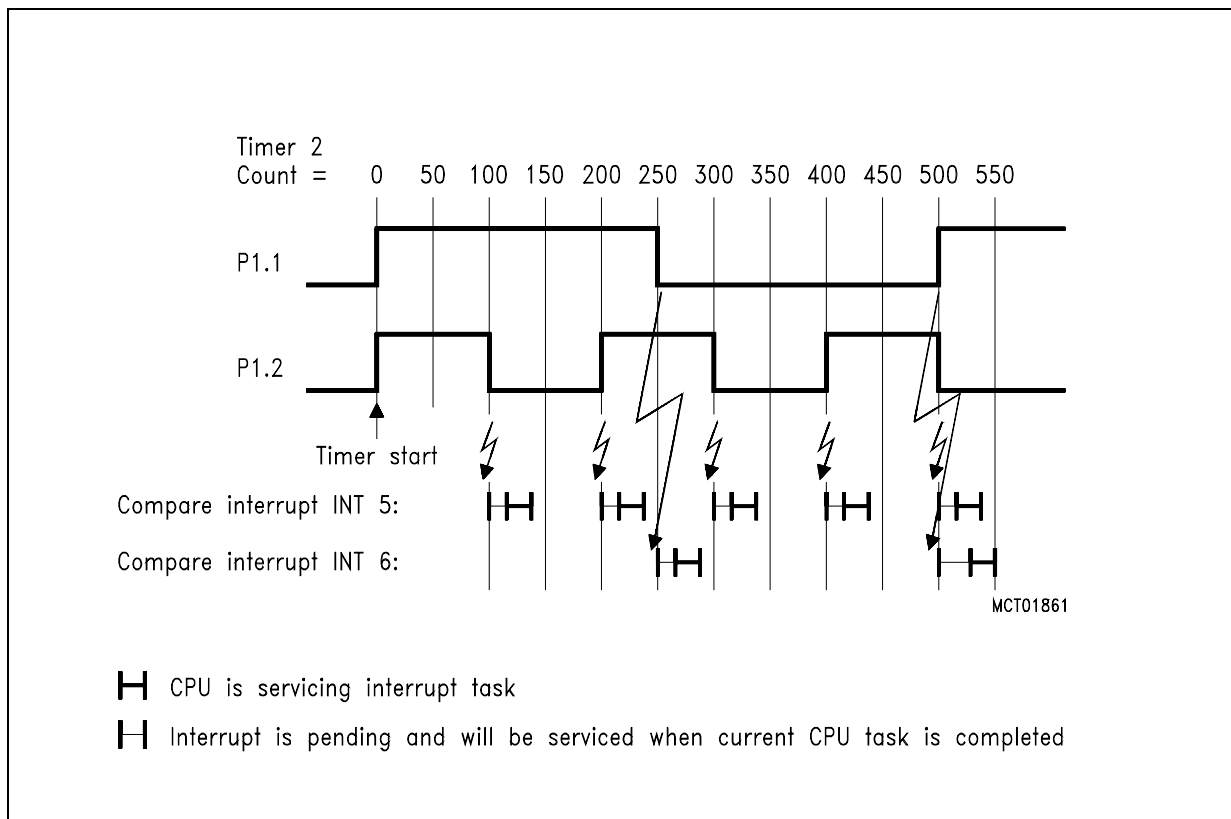 Timer 2
Count = 0 50 100 150 200 250 300 350 400 450 500 550
P1.1
P1.2
Timer start
Compare interrupt INT 5:
Compare interrupt INT 6:
MCT01861
CPU is servicing interrupt task
Interrupt is pending and will be serviced when current CPU task is completed